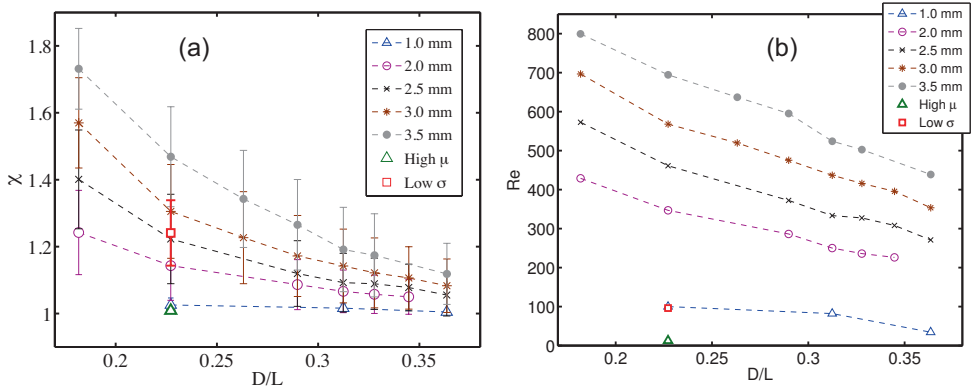 (a)
1.8
1.6
1.4
1.2
1
χ
0.2
0.25
0.3
0.35
D/L
1.0 mm
2.0 mm
2.5 mm
3.0 mm
3.5 mm
High μ
Low σ
(b)
800
700
600
500
400
300
200
100
0
Re
0.2
0.25
0.3
0.35
D/L
1.0 mm
2.0 mm
2.5 mm
3.0 mm
3.5 mm
High μ
Low σ